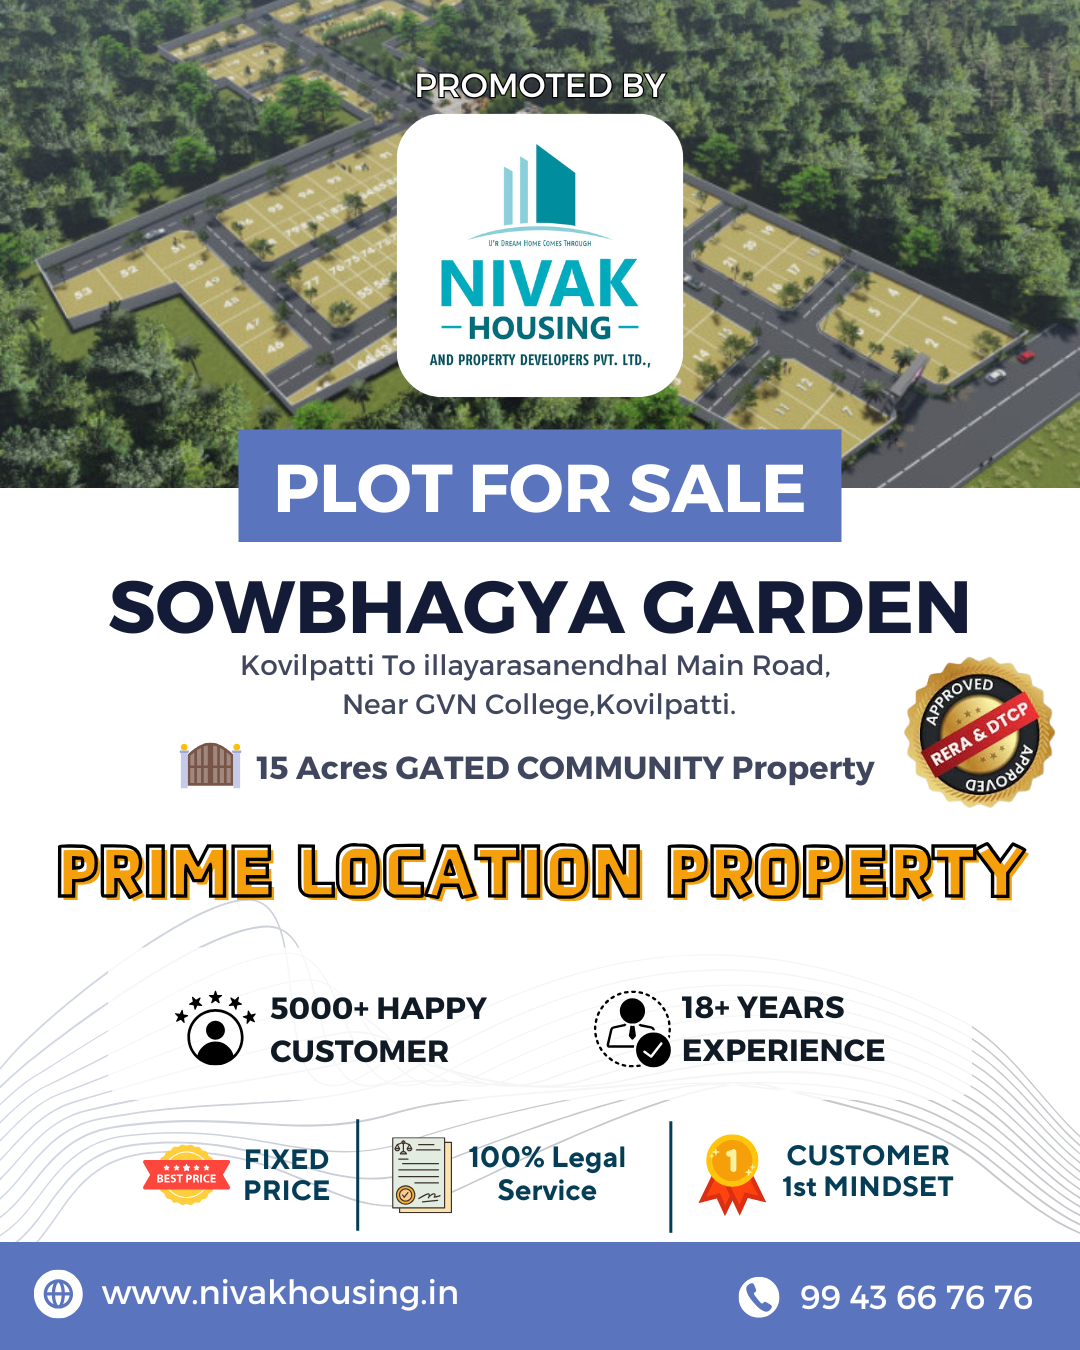 PROMOTED BY
U'R DREAM HOME COMES THROUGH
NIVAK
HOUSING
AND PROPERTY DEVELOPERS PVT. LTD.,
PLOT FOR SALE
SOWBHAGYA GARDEN
Kovilpatti To illayarasanendhal Main Road,
Near GVN College,Kovilpatti.
APPROVED
RERA & DTCP
APPROVED
15 Acres GATED COMMUNITY Property
PRIME LOCATION PROPERTY
5000+ HAPPY
CUSTOMER
18+ YEARS
EXPERIENCE
BEST PRICE
FIXED
PRICE
100% Legal
Service
1
CUSTOMER
1st MINDSET
www.nivakhousing.in
99 43 66 76 76